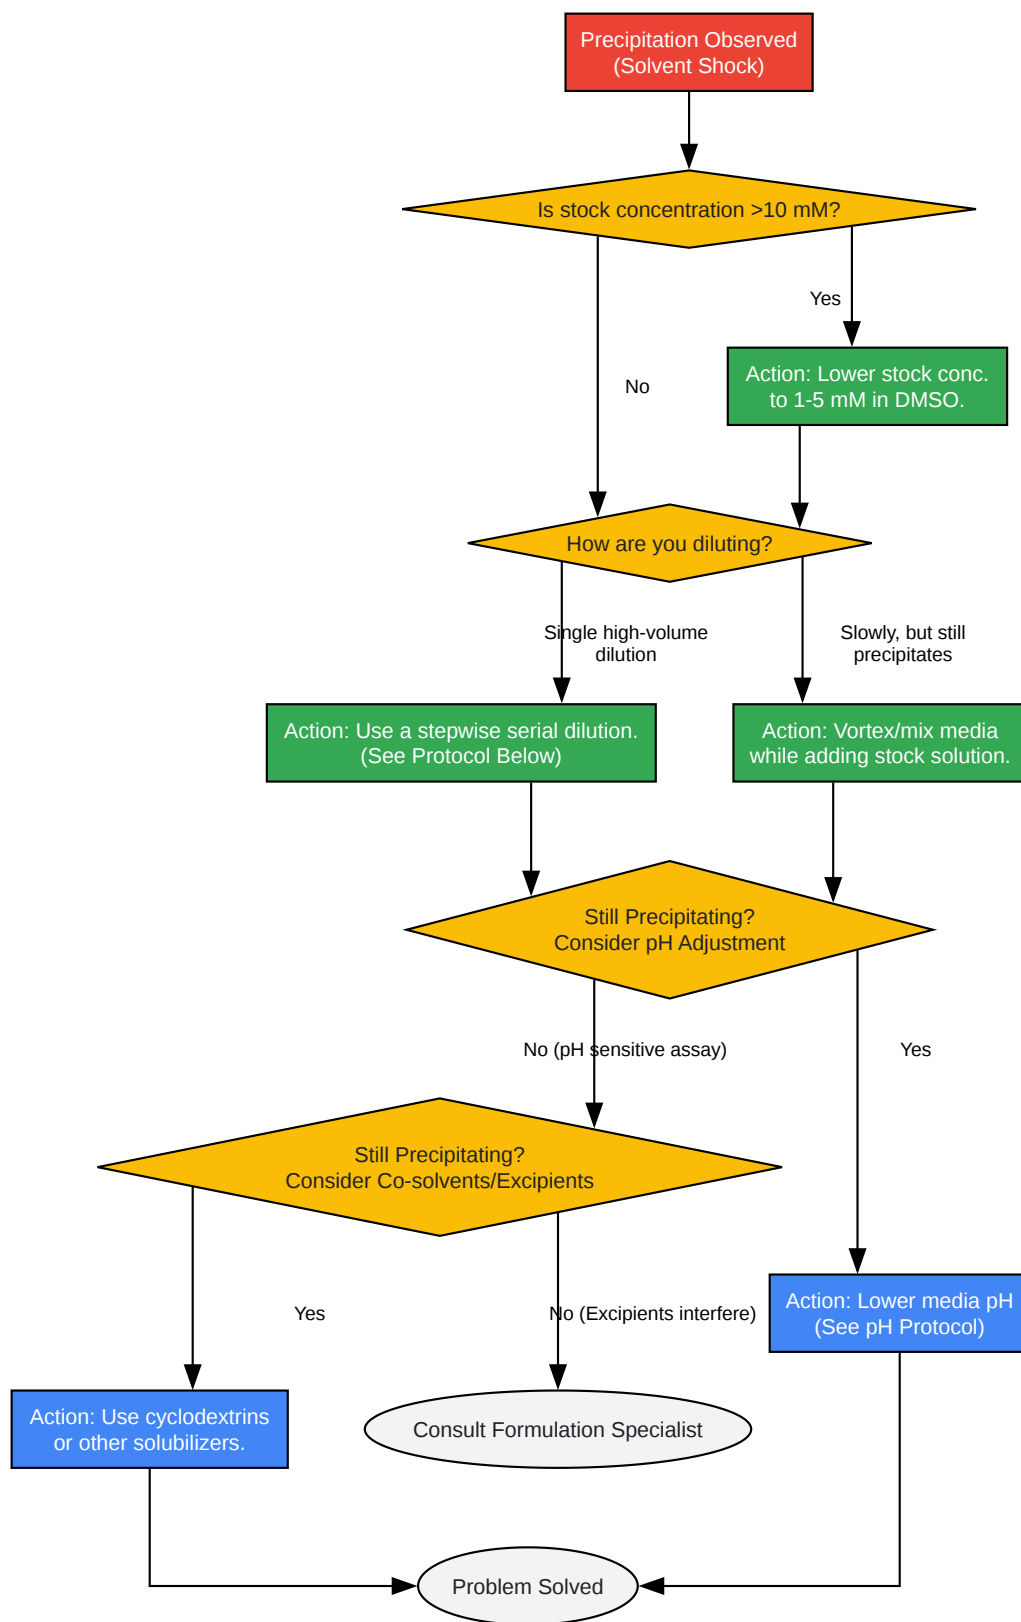 Precipitation Observed
(Solvent Shock)
Is stock concentration >10 mM?
Yes
Action: Lower stock conc.
to 1-5 mM in DMSO.
No
How are you diluting?
Single high-volume
dilution
Slowly, but still
precipitates
Action: Use a stepwise serial dilution.
(See Protocol Below)
Action: Vortex/mix media
while adding stock solution.
Still Precipitating?
Consider pH Adjustment
No (pH sensitive assay)
Yes
Still Precipitating?
Consider Co-solvents/Excipients
Yes
No (Excipients interfere)
Action: Lower media pH
(See pH Protocol)
Action: Use cyclodextrins
or other solubilizers.
Consult Formulation Specialist
Problem Solved